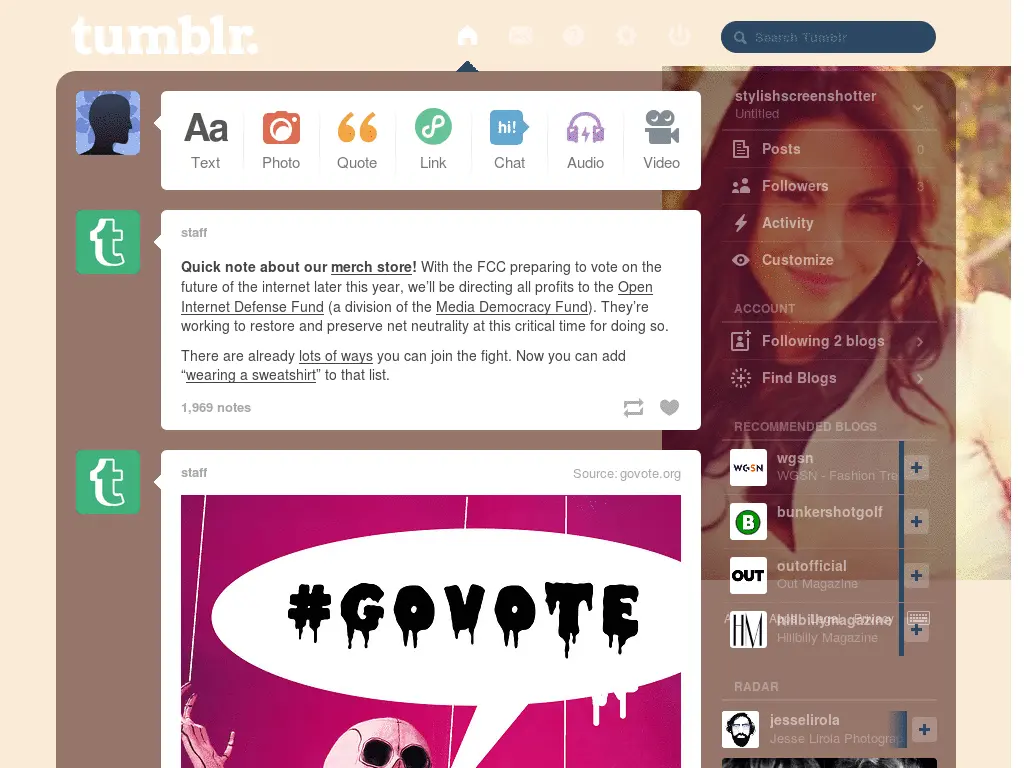 tumblr.
Search Tumblr
Aa
hi!
Text
Photo
Quote
Link
Chat
Audio
Video
staff
Quick note about our merch store! With the FCC preparing to vote on the
future of the internet later this year, we’ll be directing all profits to the Open
Internet Defense Fund (a division of the Media Democracy Fund). They’re
working to restore and preserve net neutrality at this critical time for doing so.
There are already lots of ways you can join the fight. Now you can add
“wearing a sweatshirt” to that list.
1,969 notes
staff
Source: govote.org
#GOVOTE
stylishscreenshotter
Untitled
Posts
0
Followers
3
Activity
Customize
ACCOUNT
Following 2 blogs
Find Blogs
RECOMMENDED BLOGS
WGSN
wgsn
WGSN - Fashion Tre
B
bunkershotgolf
OUT
outofficial
Out Magazine
Apps Legal Privacy
HM
hillbillymagazine
Hillbilly Magazine
RADAR
jesselirola
Jesse Lirola Photogra